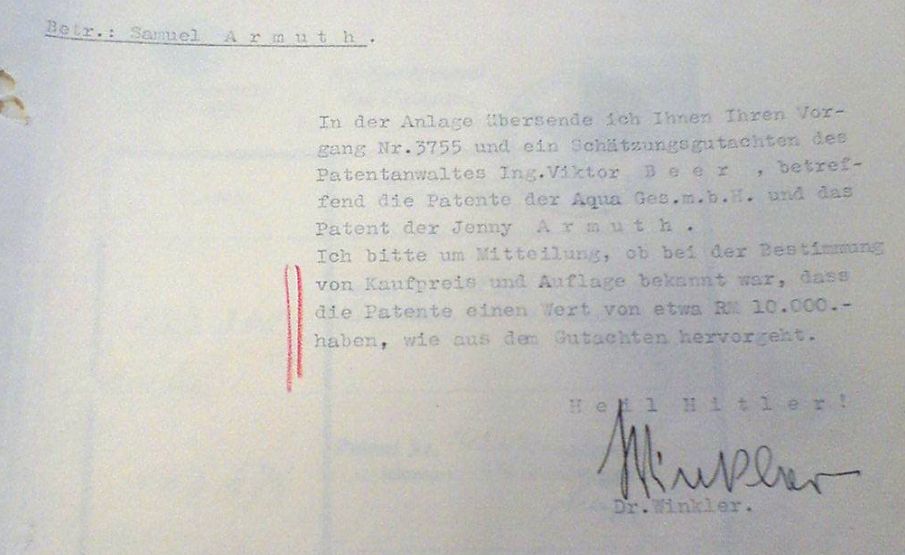 Betr.: Samuel A r m u t h .
In der Anlage übersende ich Ihnen Ihren Vor-
gang Nr.3755 und ein Schätzungsgutachten des
Patentanwaltes Ing.Viktor B e e r , betref-
fend die Patente der Aqua Ges.m.b.H. und das
Patent der Jenny A r m u t h .
Ich bitte um Mitteilung, ob bei der Bestimmung
von Kaufpreis und Auflage bekannt war, dass
die Patente einen Wert von etwa RM 10.000.-
haben, wie aus dem Gutachten hervorgeht.
H e i l H i t l e r !
Winkler
Dr.Winkler.